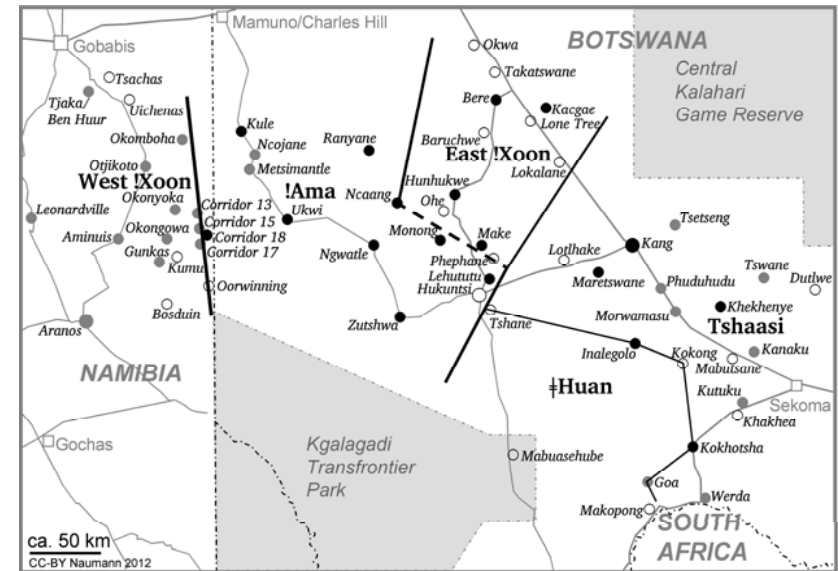 Mamuno/Charles Hill
Gobabis
Okwa
BOTSWANA
Tsachas
Takatswane
Central
Kalahari
Game Reserve
Tjaka
Ben Huur
Uichenas
Bere
Kacgae
Lone Tree
Okomboha
Kule
Ranyane
Baruchwe
Ncojane
East !Xoon
Otjikoto
Metsimantle
Lokalane
West !Xoon
!Ama
Hunhukwe
Okonyoka
Ncaang
Ohe
Leonardville
Corridor 13
Ukwi
Tsetseng
Corridor 15
Okongowa
Monong
Make
Aminuis
Corridor 18
Kang
Gunkas
Corridor 17
Ngwatle
Phephane
Lotlhake
Kumu
Lehututu
Maretswane
Tswane
Dutlwe
Oorwinning
Hukuntsi
Phuduhudu
Bosduin
Khekhenye
Zutshwa
Tshane
Morwamasu
Aranos
Tshaasi
Inalegolo
Kokong
Kanaku
Mabutsane
NAMIBIA
ǂHuan
Kutuku
Sekoma
Khakhea
Gochas
Kgalagadi
Transfrontier
Park
Kokhotsha
Mabuasehube
Goa
Werda
Makopong
SOUTH
AFRICA
ca. 50 km
CC-BY Naumann 2012